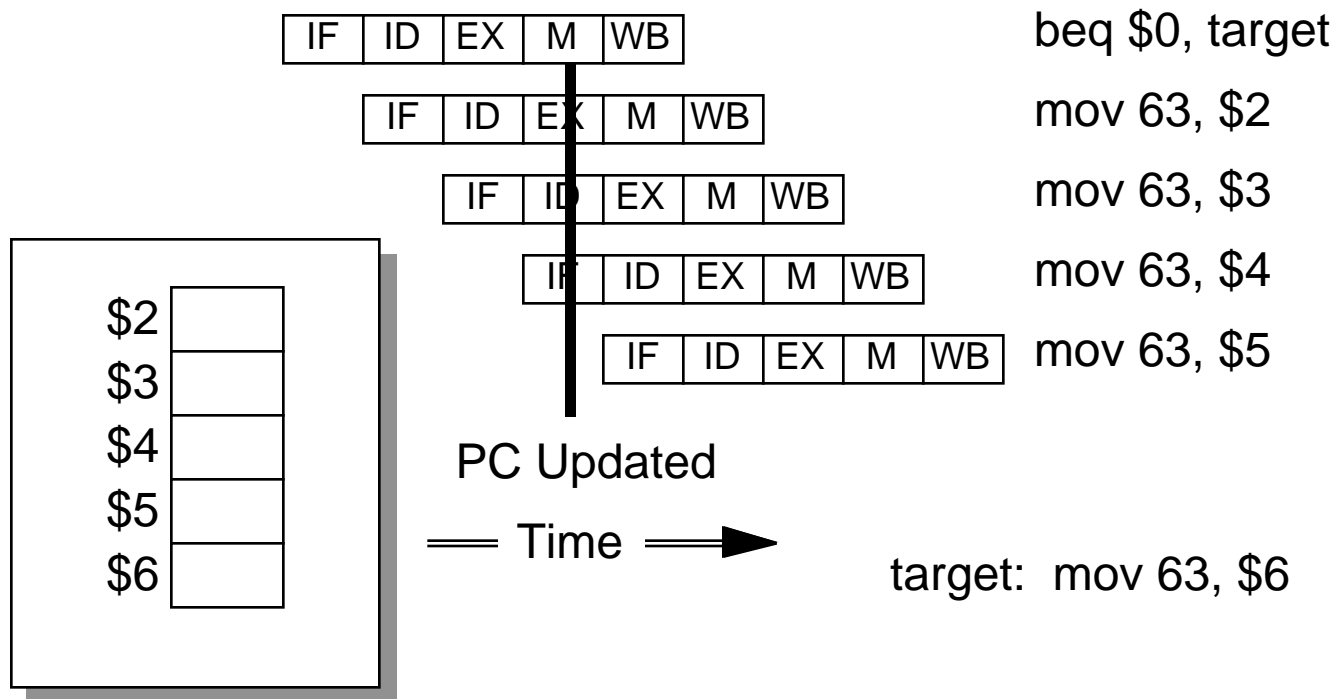 IF ID EX M WB beq $0, target
IF ID EX M WB mov 63, $2
IF ID EX M WB mov 63, $3
IF ID EX M WB mov 63, $4
IF ID EX M WB mov 63, $5
$2
$3
$4
$5
$6
PC Updated
Time
target: mov 63, $6